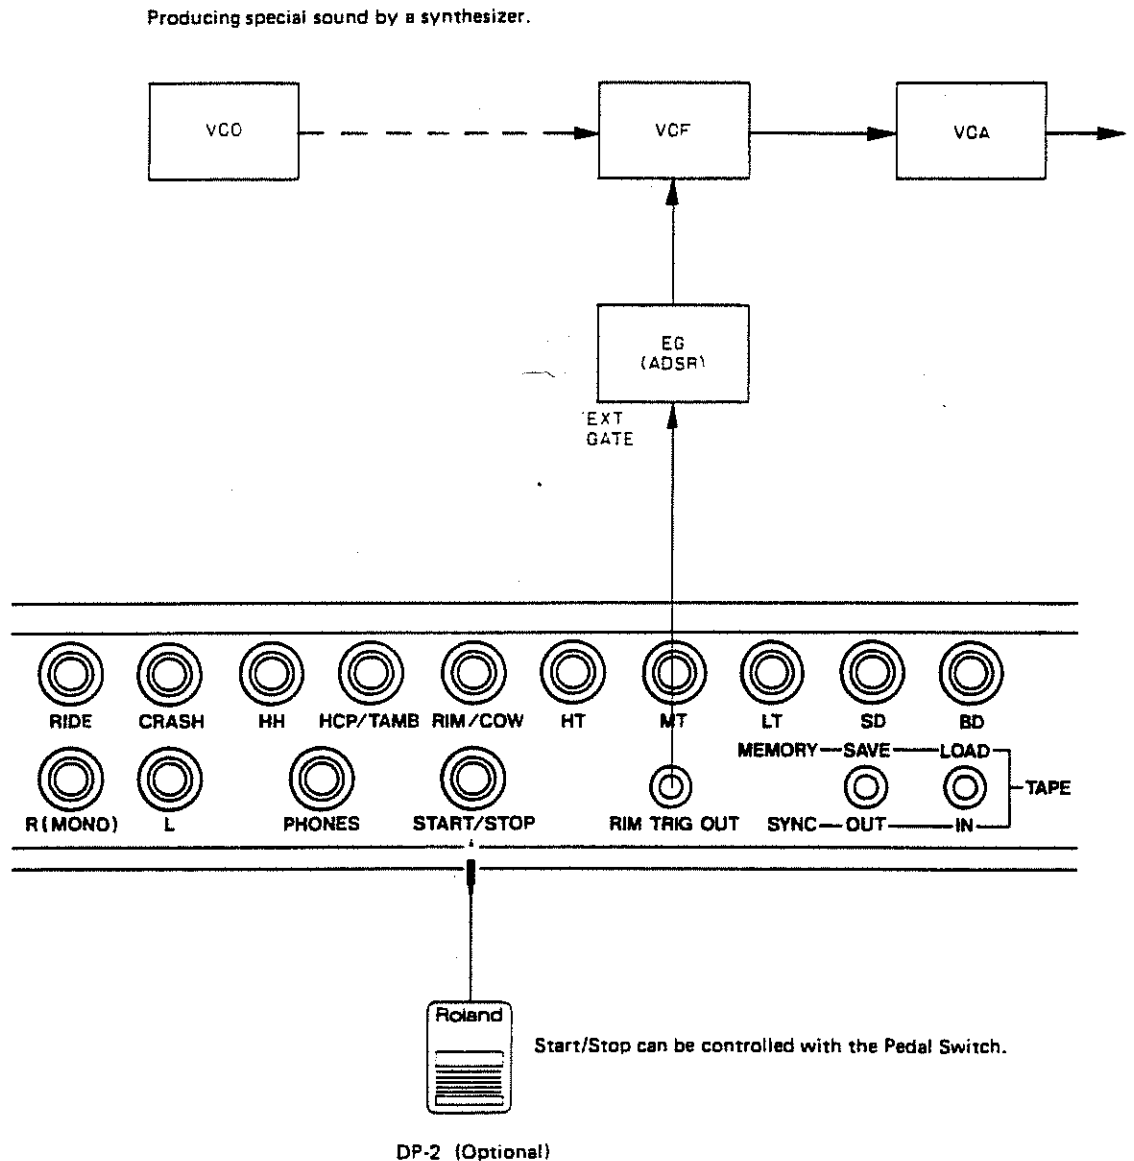 Producing special sound by a synthesizer.
VCO
VCF
VCA
EG
(ADSR)
EXT
GATE
RIDE CRASH HH HCP/TAMB RIM/COW HT MT LT SD BD
MEMORY SAVE LOAD
TAPE
R(MONO) L PHONES START/STOP RIM TRIG OUT SYNC OUT IN
Roland
Start/Stop can be controlled with the Pedal Switch.
DP-2 (Optional)